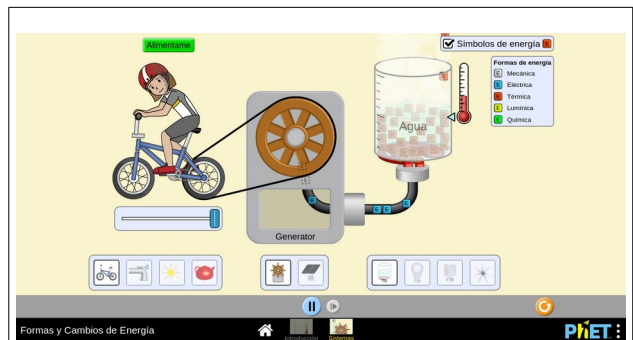 Alimentame
Símbolos de energía E
Formas de energía
E Mecánica
E Eléctrica
E Térmica
E Lumínica
E Química
Agua
Generator
Formas y Cambios de Energía
Introducción
Sistemas
PhET